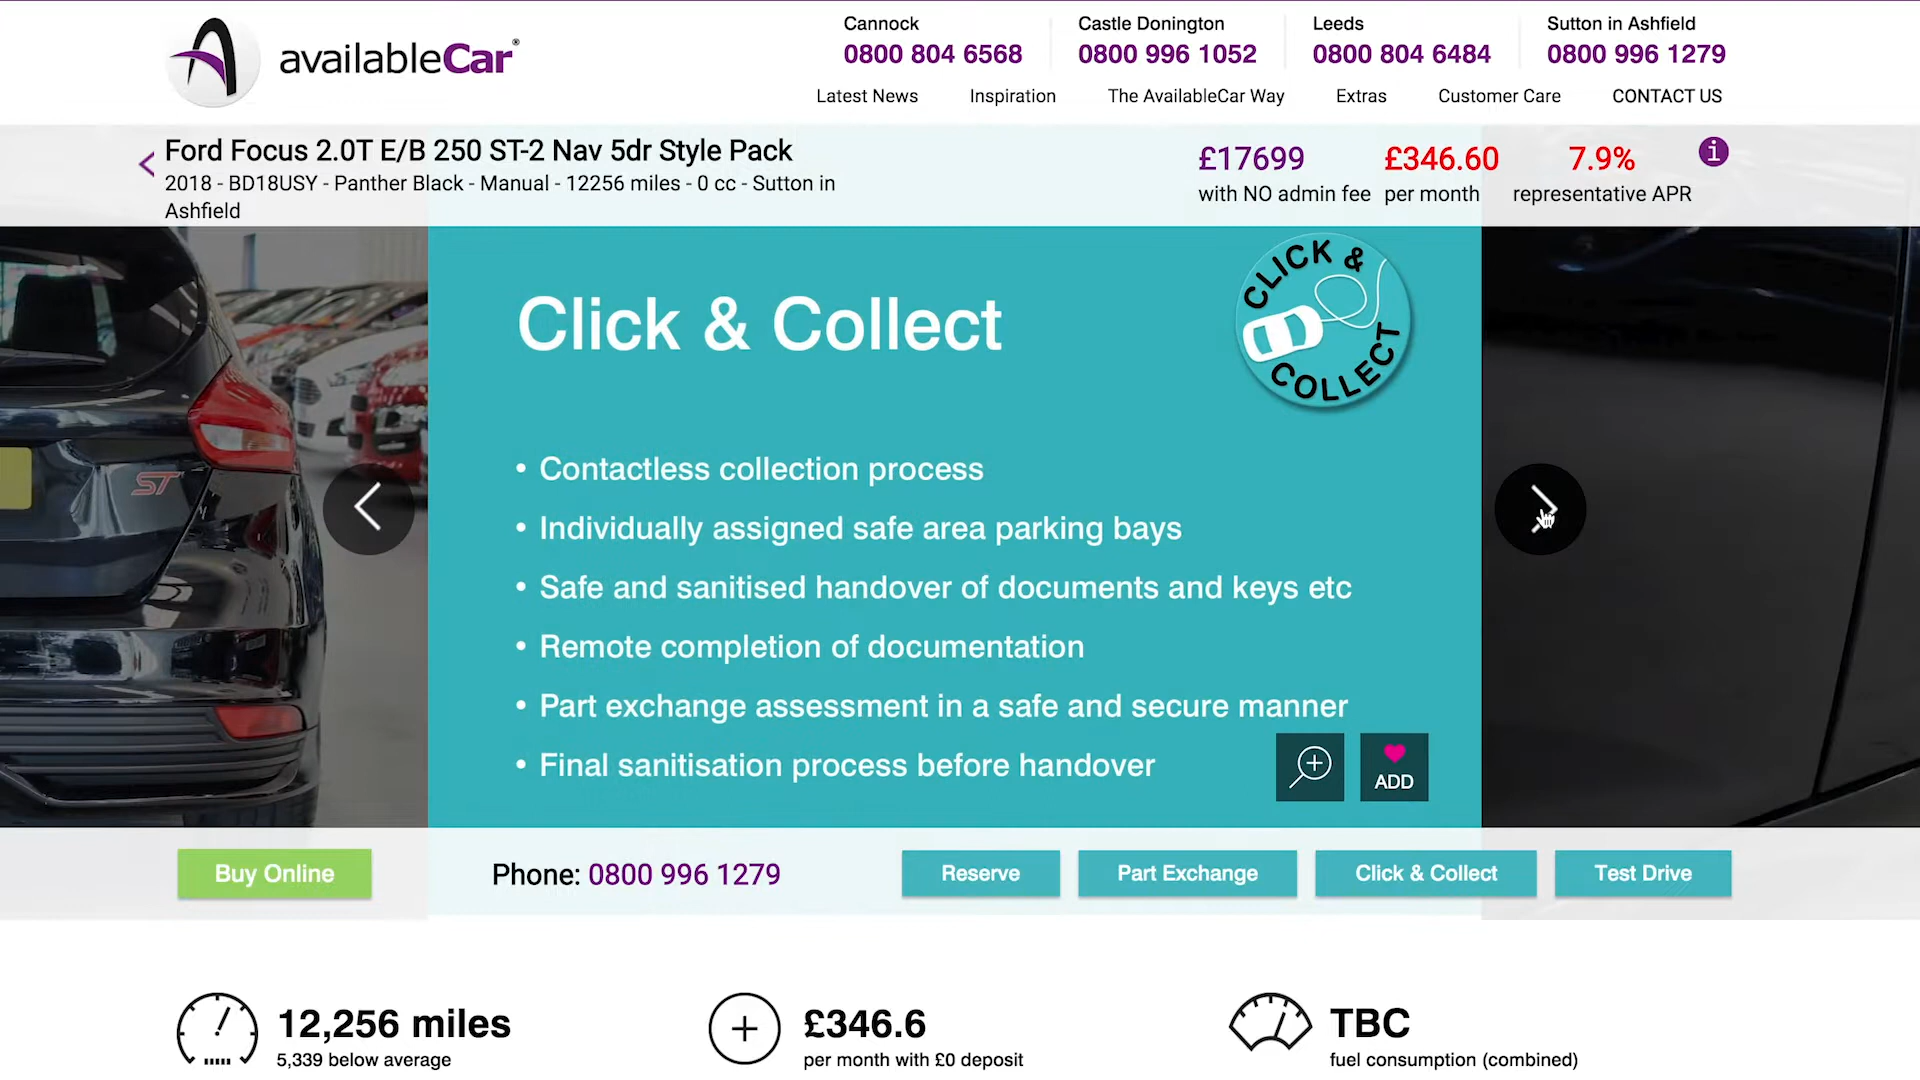 availableCar®
Cannock
0800 804 6568
Castle Donington
0800 996 1052
Leeds
0800 804 6484
Sutton in Ashfield
0800 996 1279
Latest News
Inspiration
The AvailableCar Way
Extras
Customer Care
CONTACT US
Ford Focus 2.0T E/B 250 ST-2 Nav 5dr Style Pack
2018 - BD18USY - Panther Black - Manual - 12256 miles - 0 cc - Sutton in
Ashfield
£17699
with NO admin fee
£346.60
per month
7.9%
representative APR
i
ST
Click & Collect
CLICK &
COLLECT
• Contactless collection process
• Individually assigned safe area parking bays
• Safe and sanitised handover of documents and keys etc
• Remote completion of documentation
• Part exchange assessment in a safe and secure manner
• Final sanitisation process before handover
ADD
Buy Online
Phone: 0800 996 1279
Reserve
Part Exchange
Click & Collect
Test Drive
12,256 miles
5,339 below average
£346.6
per month with £0 deposit
TBC
fuel consumption (combined)